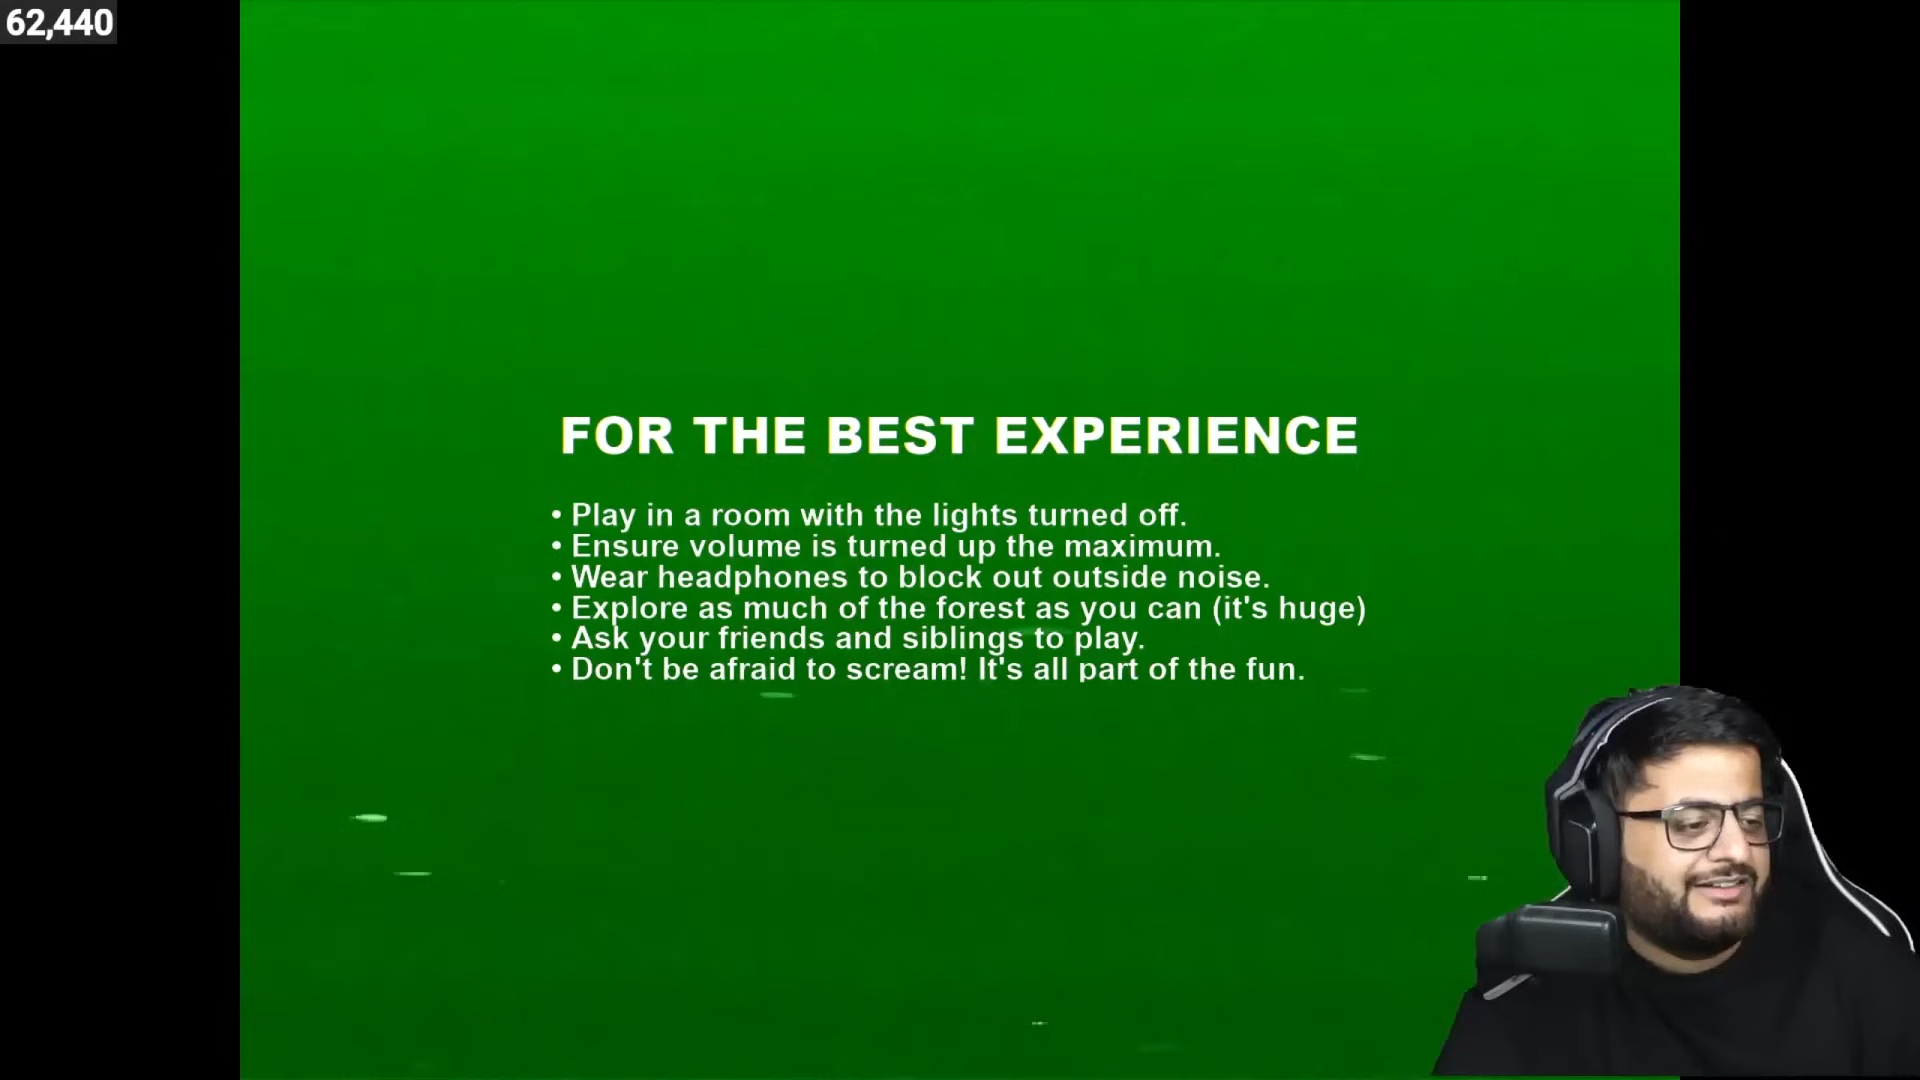 62,440
FOR THE BEST EXPERIENCE
• Play in a room with the lights turned off.
• Ensure volume is turned up the maximum.
• Wear headphones to block out outside noise.
• Explore as much of the forest as you can (it's huge)
• Ask your friends and siblings to play.
• Don't be afraid to scream! It's all part of the fun.